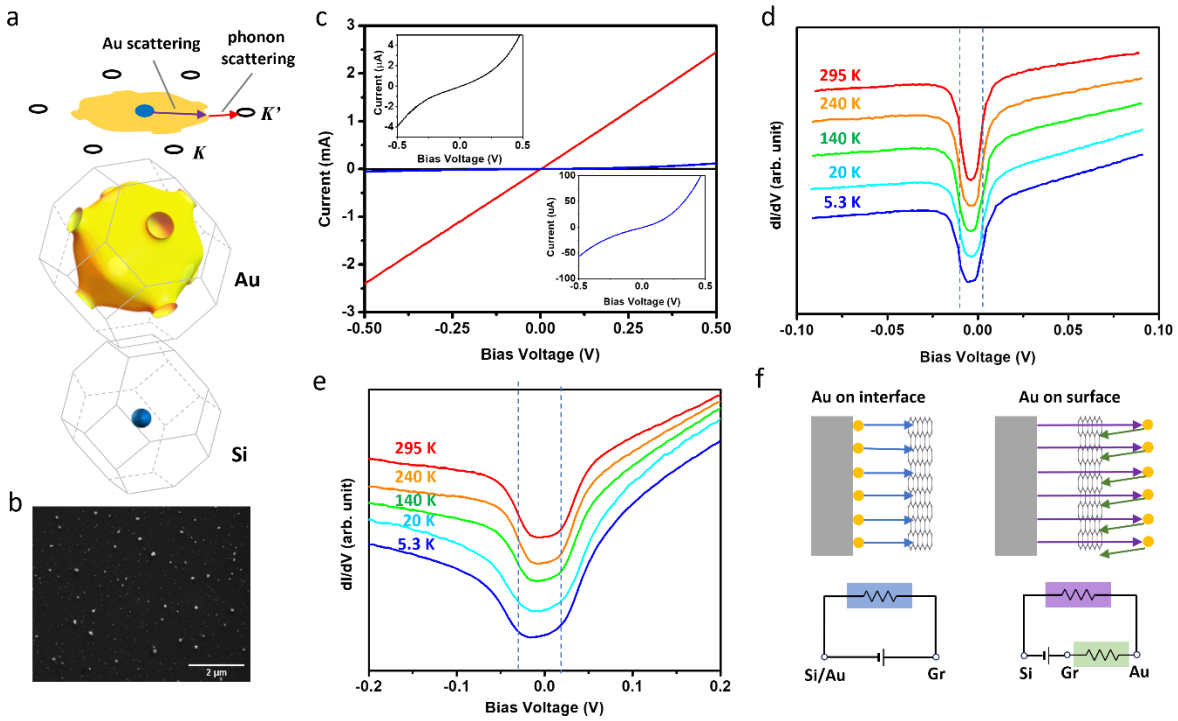 a
Au scattering
phonon
scattering
K'
K
Au
Si
b
2 μm
c
Current (mA)
3
2
1
0
-1
-2
-3
-0.50
-0.25
0.00
0.25
0.50
Bias Voltage (V)
Current (μA)
4
2
0
-2
-4
-0.5
0.0
0.5
Bias Voltage (V)
Current (uA)
100
50
0
-50
-100
-0.5
0.0
0.5
Bias Voltage (V)
d
dI/dV (arb. unit)
295 K
240 K
140 K
20 K
5.3 K
-0.10
-0.05
0.00
0.05
0.10
Bias Voltage (V)
e
dI/dV (arb. unit)
295 K
240 K
140 K
20 K
5.3 K
-0.2
-0.1
0.0
0.1
0.2
Bias Voltage (V)
f
Au on interface
Au on surface
Si/Au
Gr
Si
Gr
Au